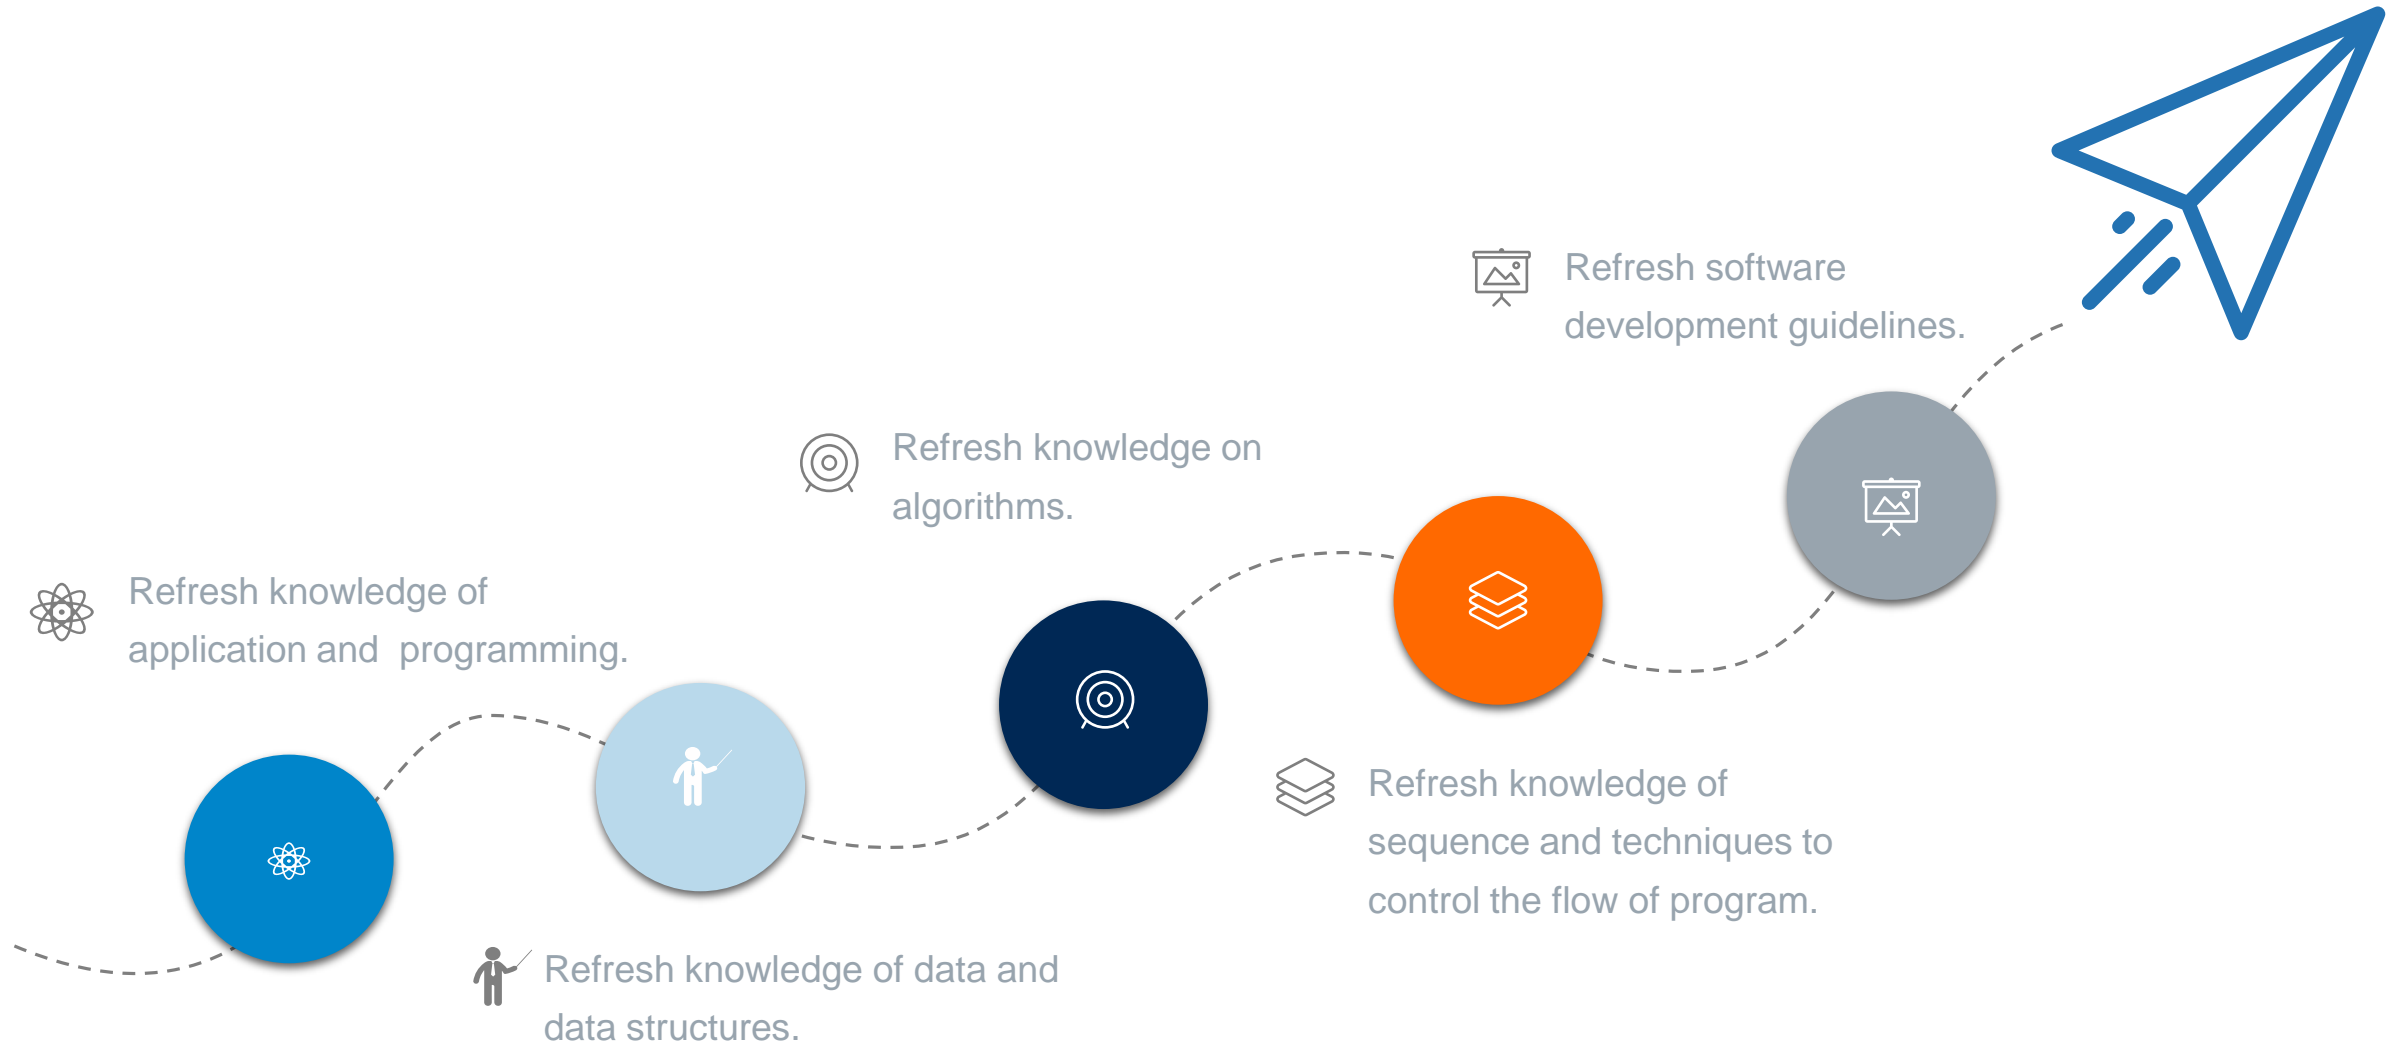 Refresh knowledge of
application and  programming.
Refresh knowledge of data and
data structures.
Refresh knowledge on
algorithms.
Refresh knowledge of
sequence and techniques to
control the flow of program.
Refresh software
development guidelines.